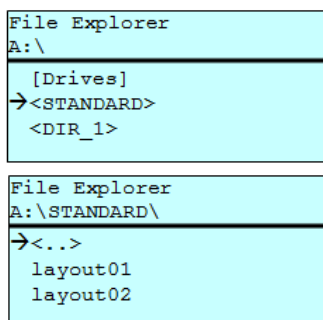 File Explorer
A:\
[Drives]
→<STANDARD>
<DIR_1>
File Explorer
A:\STANDARD\
→<..>
layout01
layout02